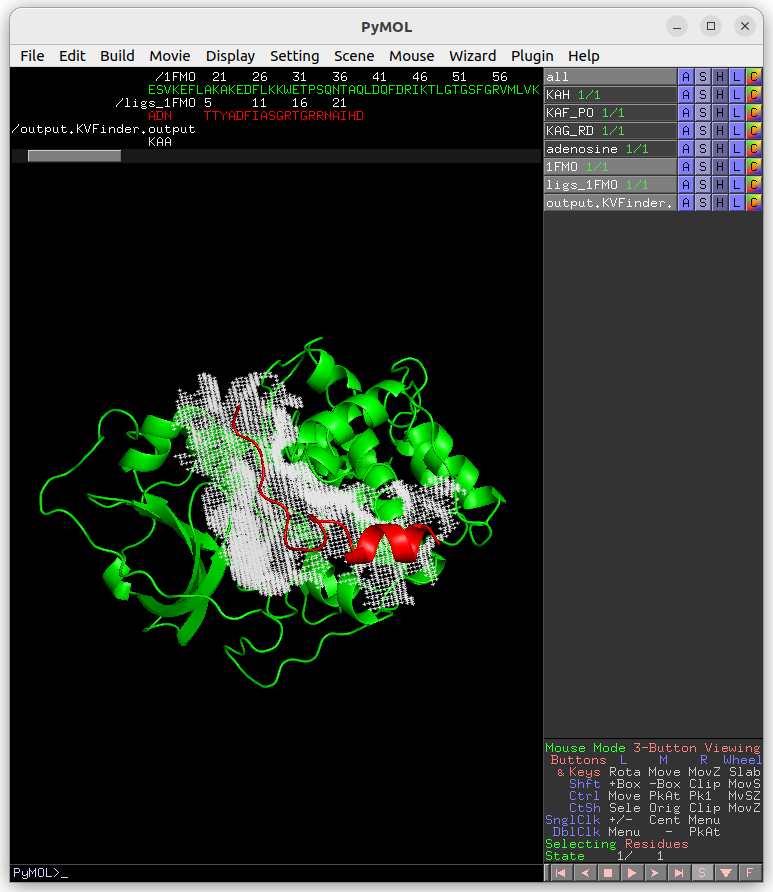 PyMOL
File Edit Build Movie Display Setting Scene Mouse Wizard Plugin Help
/1FMO 21 26 31 36 41 46 51 56
ESVKEFLAKAKEDFLKKWETPSQNTAQLDQFDRIKTLGTGSFGRVMLVK
/ligs_1FMO 5 11 16 21
ADN TTYADFIASGRTGRRNAIHD
/output.KVFinder.output
KAA
all A S H L C
KAH 1/1 A S H L C
KAF_PO 1/1 A S H L C
KAG_RD 1/1 A S H L C
adenosine 1/1 A S H L C
1FMO 1/1 A S H L C
ligs_1FMO 1/1 A S H L C
output.KVFinder. A S H L C
Mouse Mode 3-Button Viewing
Buttons L M R Wheel
& Keys Rota Move MovZ Slab
Shft +Box -Box Clip MovS
Ctrl Move PkAt Pk1 MvSZ
CtSh Sele Orig Clip MovZ
SnglClk +/- Cent Menu
DblClk Menu - PkAt
Selecting Residues
State 1/ 1
PyMOL>_
S F